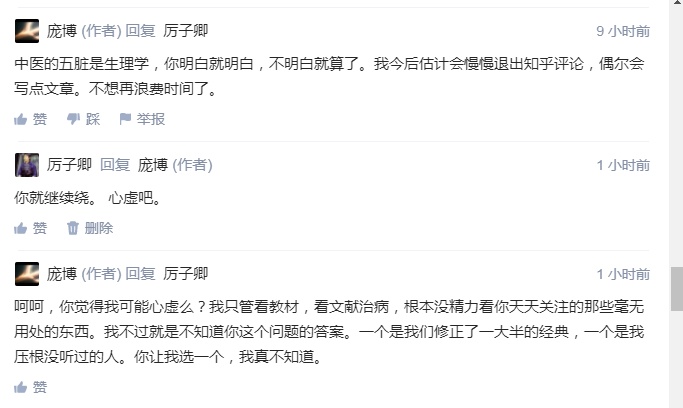 庞博 (作者) 回复 厉子卿 9 小时前
中医的五脏是生理学，你明白就明白，不明白就算了。我今后估计会慢慢退出知乎评论，偶尔会
写点文章。不想再浪费时间了。
赞 踩 举报
厉子卿 回复 庞博 (作者) 1 小时前
你就继续绕。 心虚吧。
赞 删除
庞博 (作者) 回复 厉子卿 1 小时前
呵呵，你觉得我可能心虚么？我只管看教材，看文献治病，根本没精力看你天天关注的那些毫无
用处的东西。我不过就是不知道你这个问题的答案。一个是我们修正了一大半的经典，一个是我
压根没听过的人。你让我选一个，我真不知道。
赞